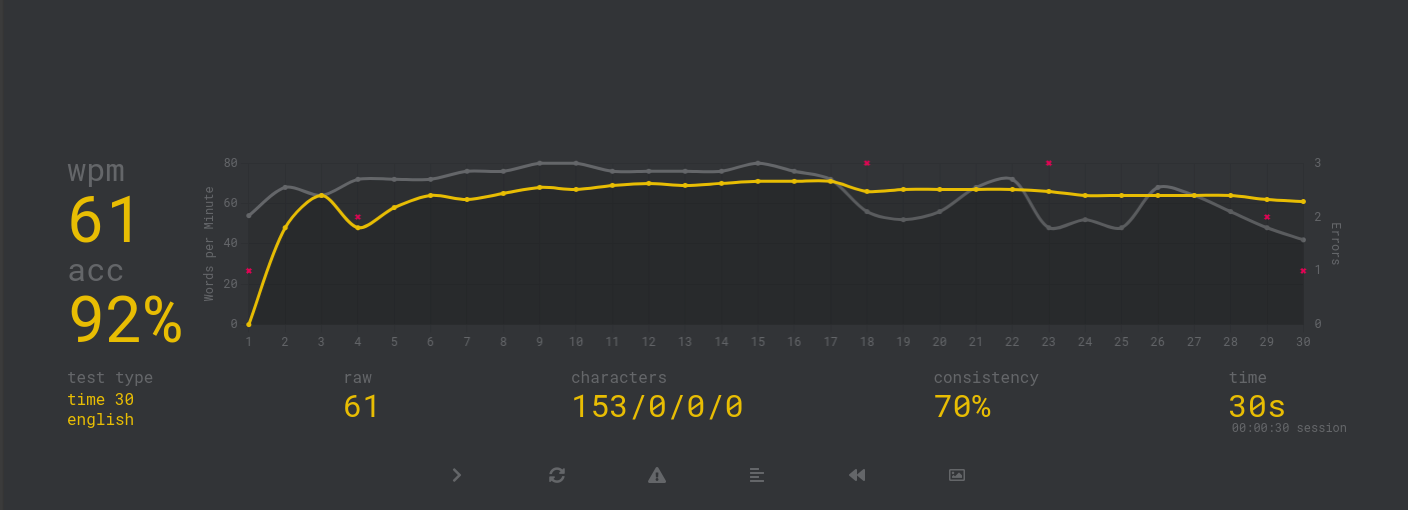 wpm
61
acc
92%
Words per Minute
80
60
40
20
0
3
2
1
0
Errors
1 2 3 4 5 6 7 8 9 10 11 12 13 14 15 16 17 18 19 20 21 22 23 24 25 26 27 28 29 30
test type
time 30
english
raw
61
characters
153/0/0/0
consistency
70%
time
30s
00:00:30 session